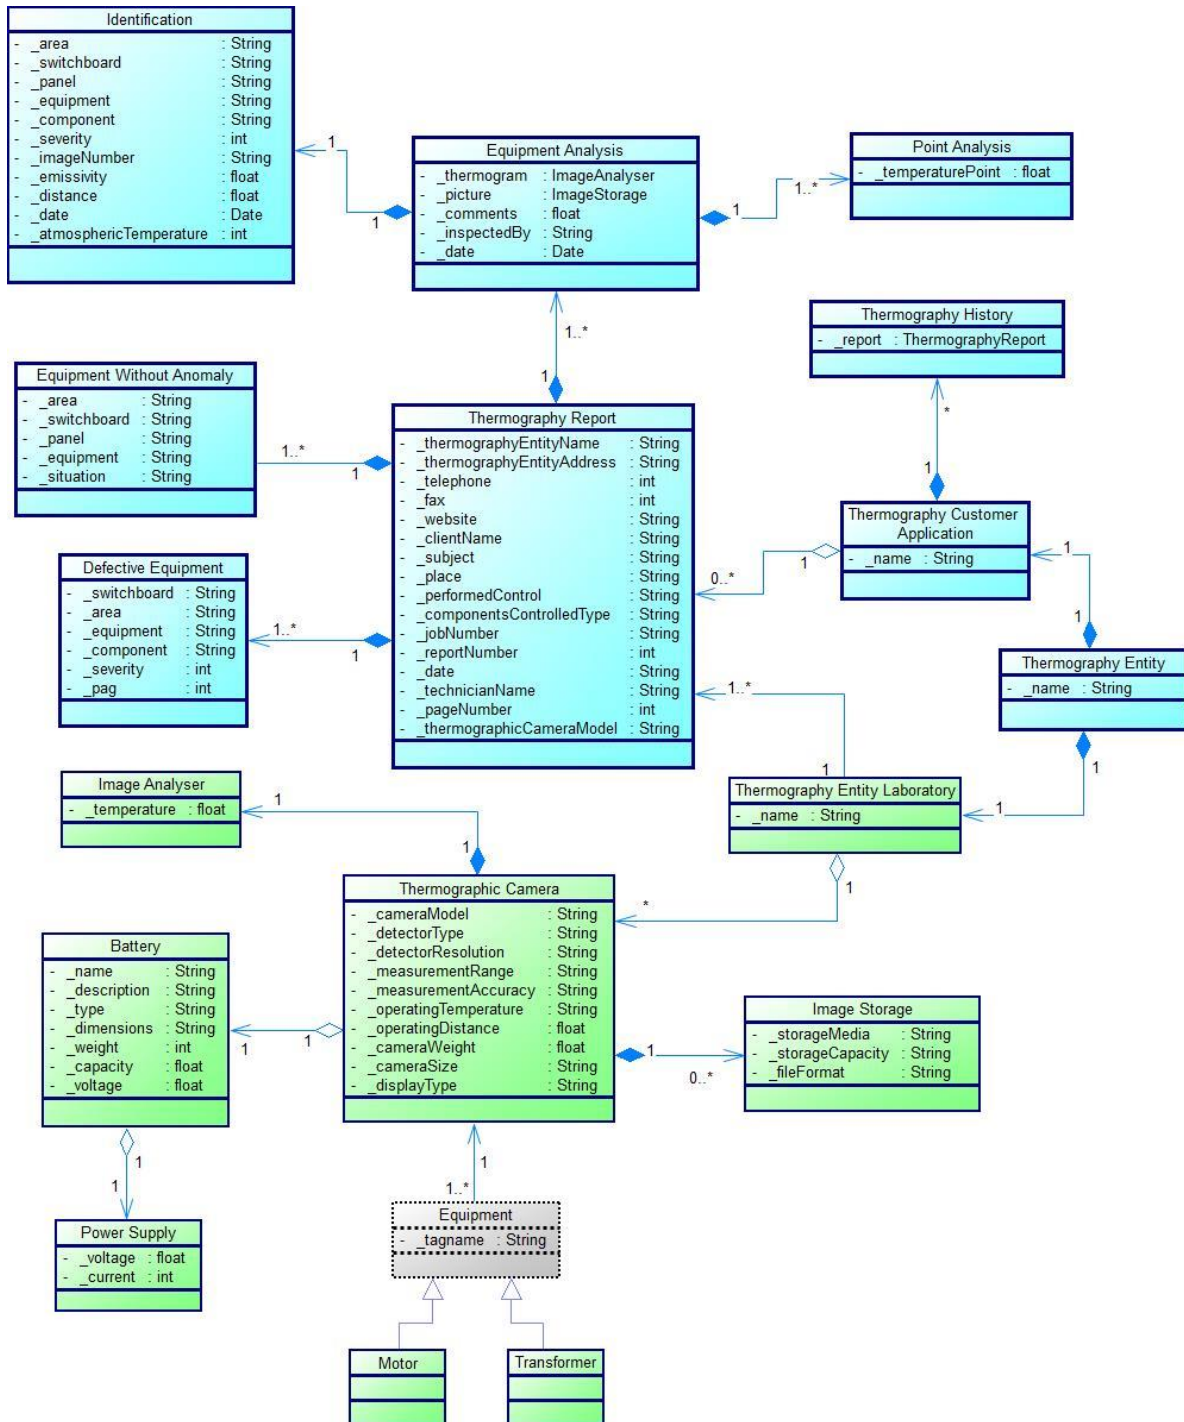 Identification
- _area : String
- _switchboard : String
- _panel : String
- _equipment : String
- _component : String
- _severity : int
- _imageNumber : String
- _emissivity : float
- _distance : float
- _date : Date
- _atmosphericTemperature : int
1
1
Equipment Analysis
- _thermogram : ImageAnalyser
- _picture : ImageStorage
- _comments : float
- _inspectedBy : String
- _date : Date
1
1..*
Point Analysis
- _temperaturePoint : float
1..*
1
Thermography History
- _report : ThermographyReport
*
1
Equipment Without Anomaly
- _area : String
- _switchboard : String
- _panel : String
- _equipment : String
- _situation : String
1..*
1
Thermography Report
- _thermographyEntityName : String
- _thermographyEntityAddress : String
- _telephone : int
- _fax : int
- _website : String
- _clientName : String
- _subject : String
- _place : String
- _performedControl : String
- _componentsControlledType : String
- _jobNumber : String
- _reportNumber : int
- _date : String
- _technicianName : String
- _pageNumber : int
- _thermographicCameraModel : String
Thermography Customer
Application
- _name : String
1
0..*
1
1
Defective Equipment
- _switchboard : String
- _area : String
- _equipment : String
- _component : String
- _severity : int
- _pag : int
1..*
1
Thermography Entity
- _name : String
1
1
1..*
1
Thermography Entity Laboratory
- _name : String
1
*
Image Analyser
- _temperature : float
1
1
Thermographic Camera
- _cameraModel : String
- _detectorType : String
- _detectorResolution : String
- _measurementRange : String
- _measurementAccuracy : String
- _operatingTemperature : String
- _operatingDistance : float
- _cameraWeight : float
- _cameraSize : String
- _displayType : String
Battery
- _name : String
- _description : String
- _type : String
- _dimensions : String
- _weight : int
- _capacity : float
- _voltage : float
1
1
Image Storage
- _storageMedia : String
- _storageCapacity : String
- _fileFormat : String
1
0..*
1
1
Power Supply
- _voltage : float
- _current : int
1
1..*
Equipment
- _tagname : String
Motor
Transformer